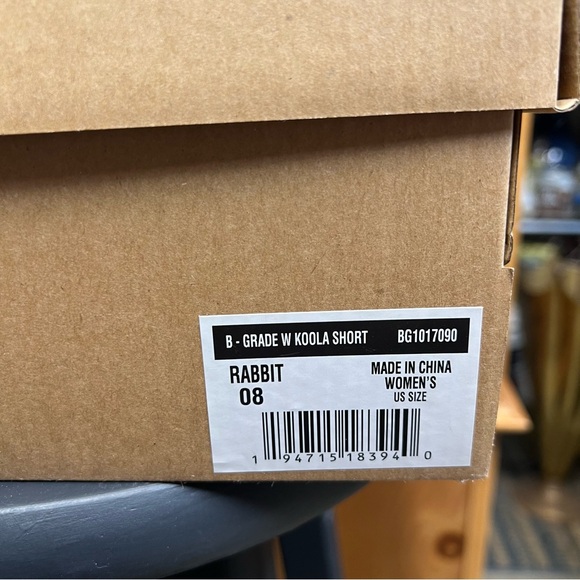 B - GRADE W KOOLA SHORT BG1017090
RABBIT
08
MADE IN CHINA
WOMEN'S
US SIZE
1 94715 18394 0